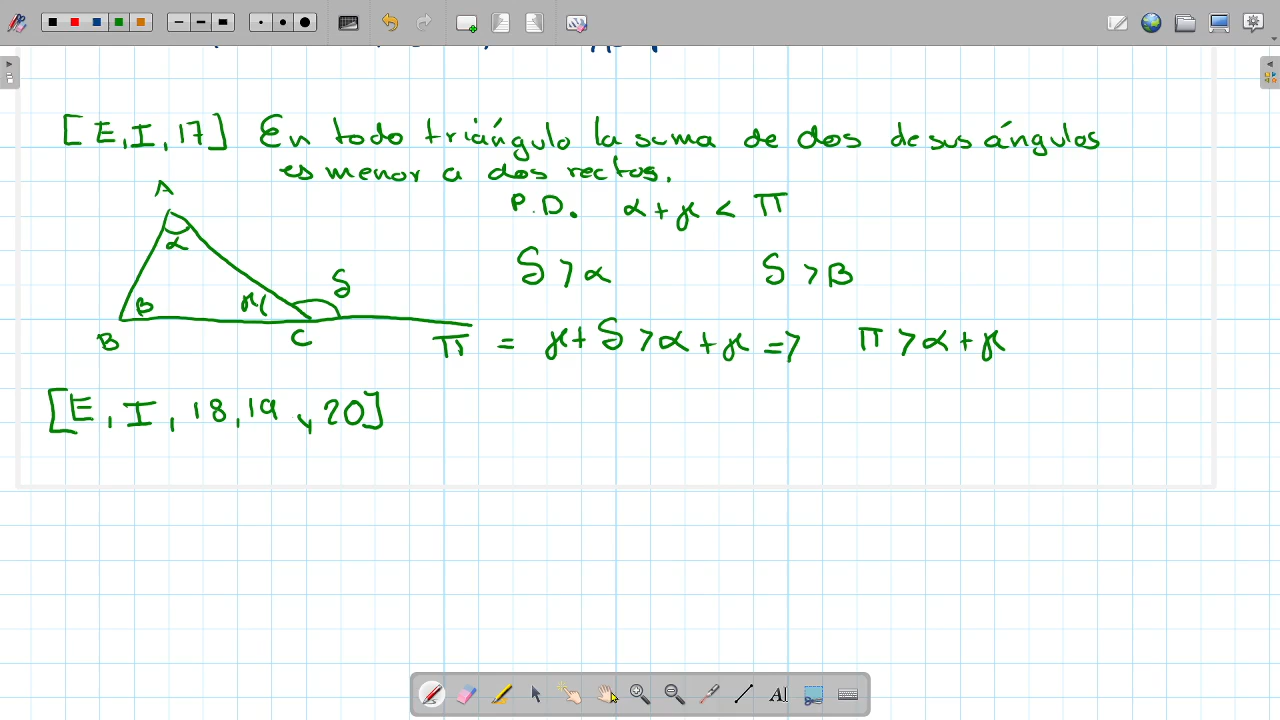 [E, I, 17] En todo triángulo la suma de dos de sus ángulos
es menor a dos rectos.
P.D. α + γ < π
A
α
δ > α δ > B
B γ δ
B C
π = γ + δ > α + γ => π > α + γ
[E, I, 18, 19 y 20]